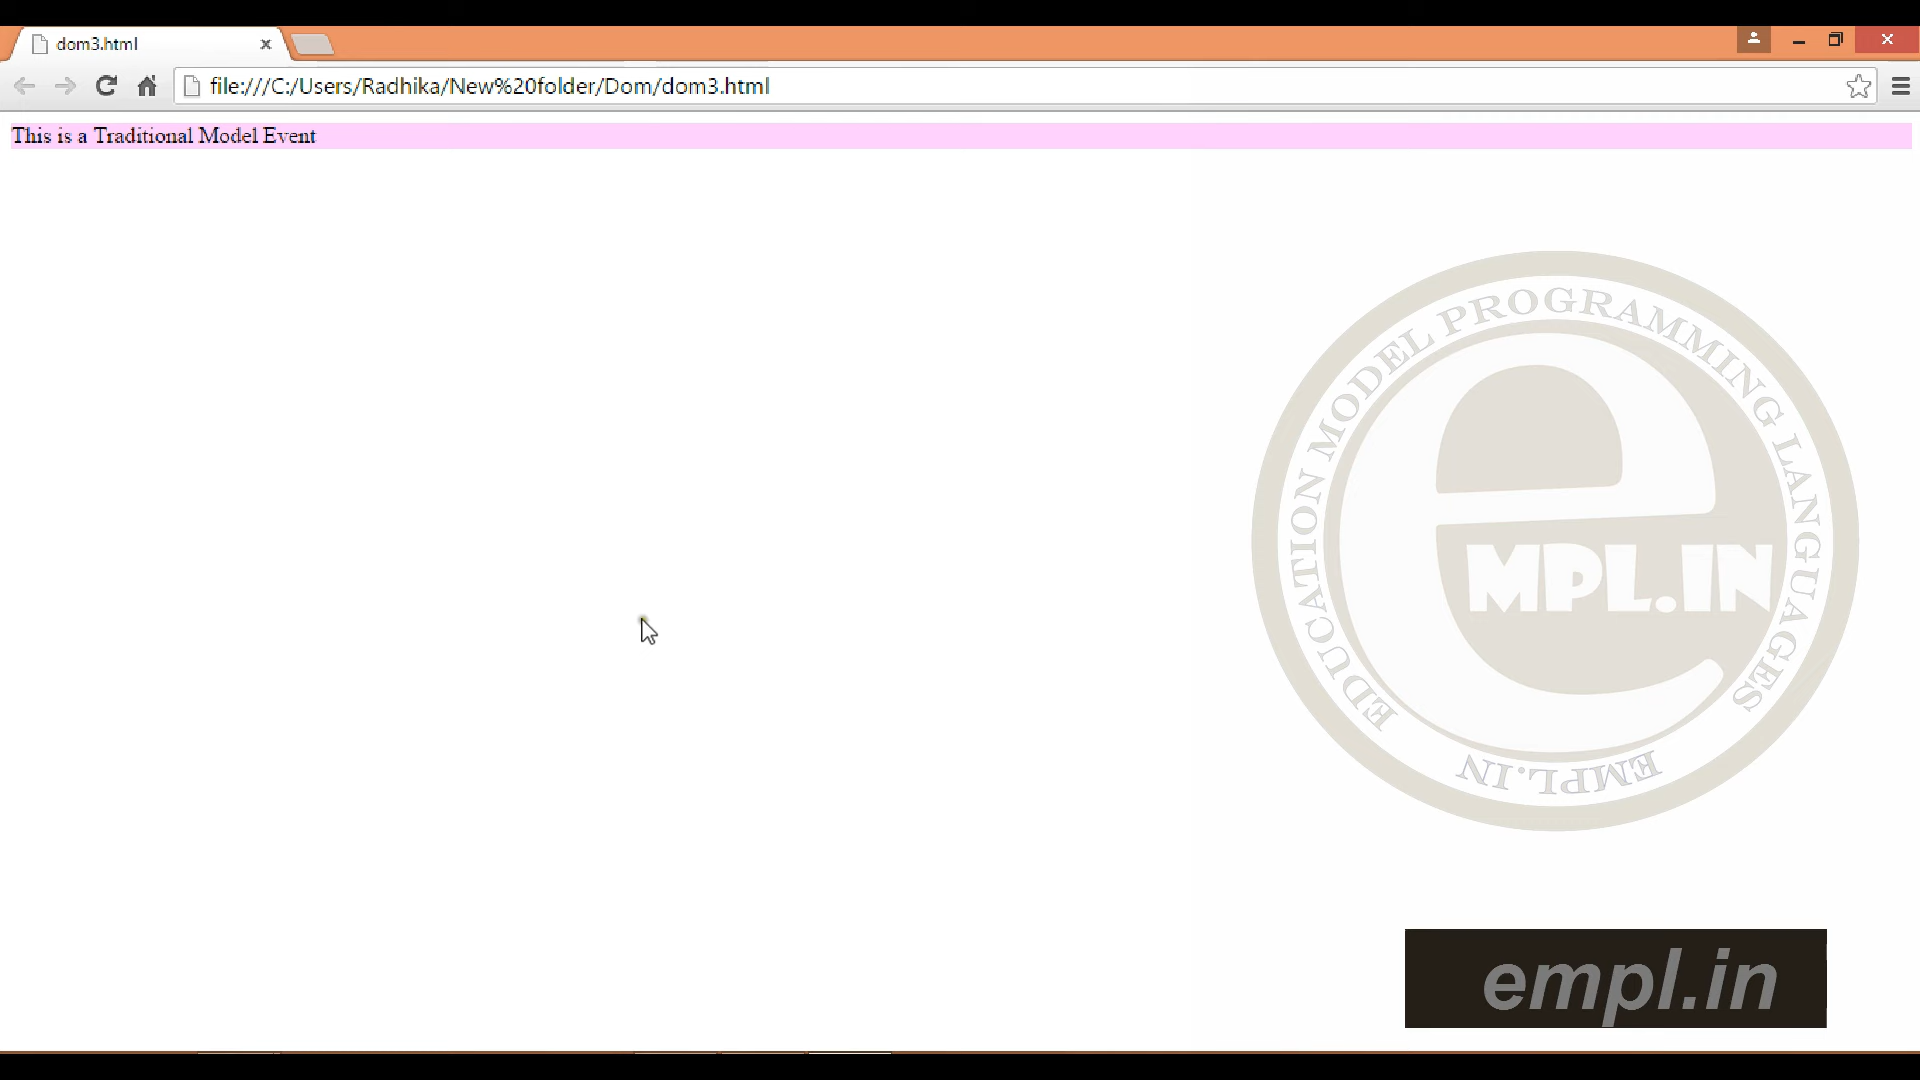 dom3.html
file:///C:/Users/Radhika/New%20folder/Dom/dom3.html
This is a Traditional Model Event
EDUCATION MODEL PROGRAMMING LANGUAGES
eMPL.IN
EMPL.IN
empl.in